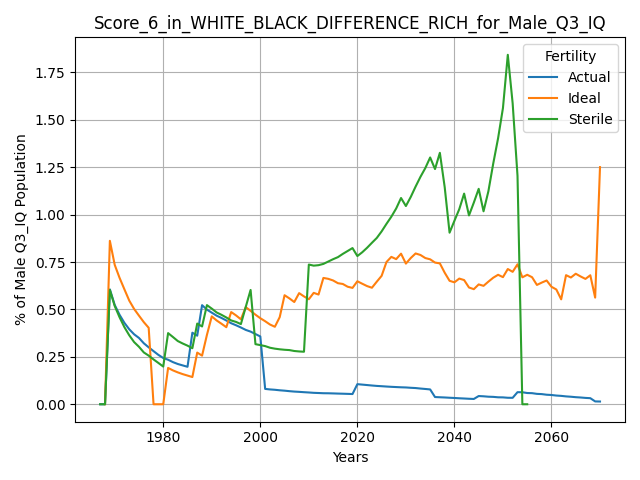 Score_6_in_WHITE_BLACK_DIFFERENCE_RICH_for_Male_Q3_IQ
Fertility
Actual
Ideal
Sterile
% of Male Q3_IQ Population
1.75
1.50
1.25
1.00
0.75
0.50
0.25
0.00
1980
2000
2020
2040
2060
Years